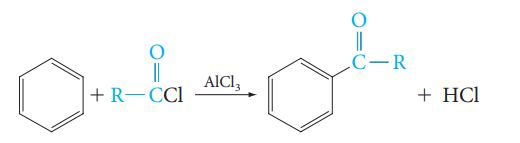 O
O
C—R
+ R—CCl
AlCl₃
+ HCl